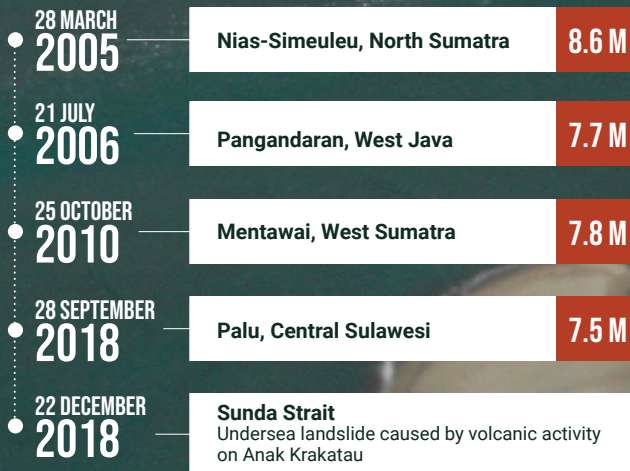 28 MARCH
2005
Nias-Simeuleu, North Sumatra
8.6 M
21 JULY
2006
Pangandaran, West Java
7.7 M
25 OCTOBER
2010
Mentawai, West Sumatra
7.8 M
28 SEPTEMBER
2018
Palu, Central Sulawesi
7.5 M
22 DECEMBER
2018
Sunda Strait
Undersea landslide caused by volcanic activity
on Anak Krakatau